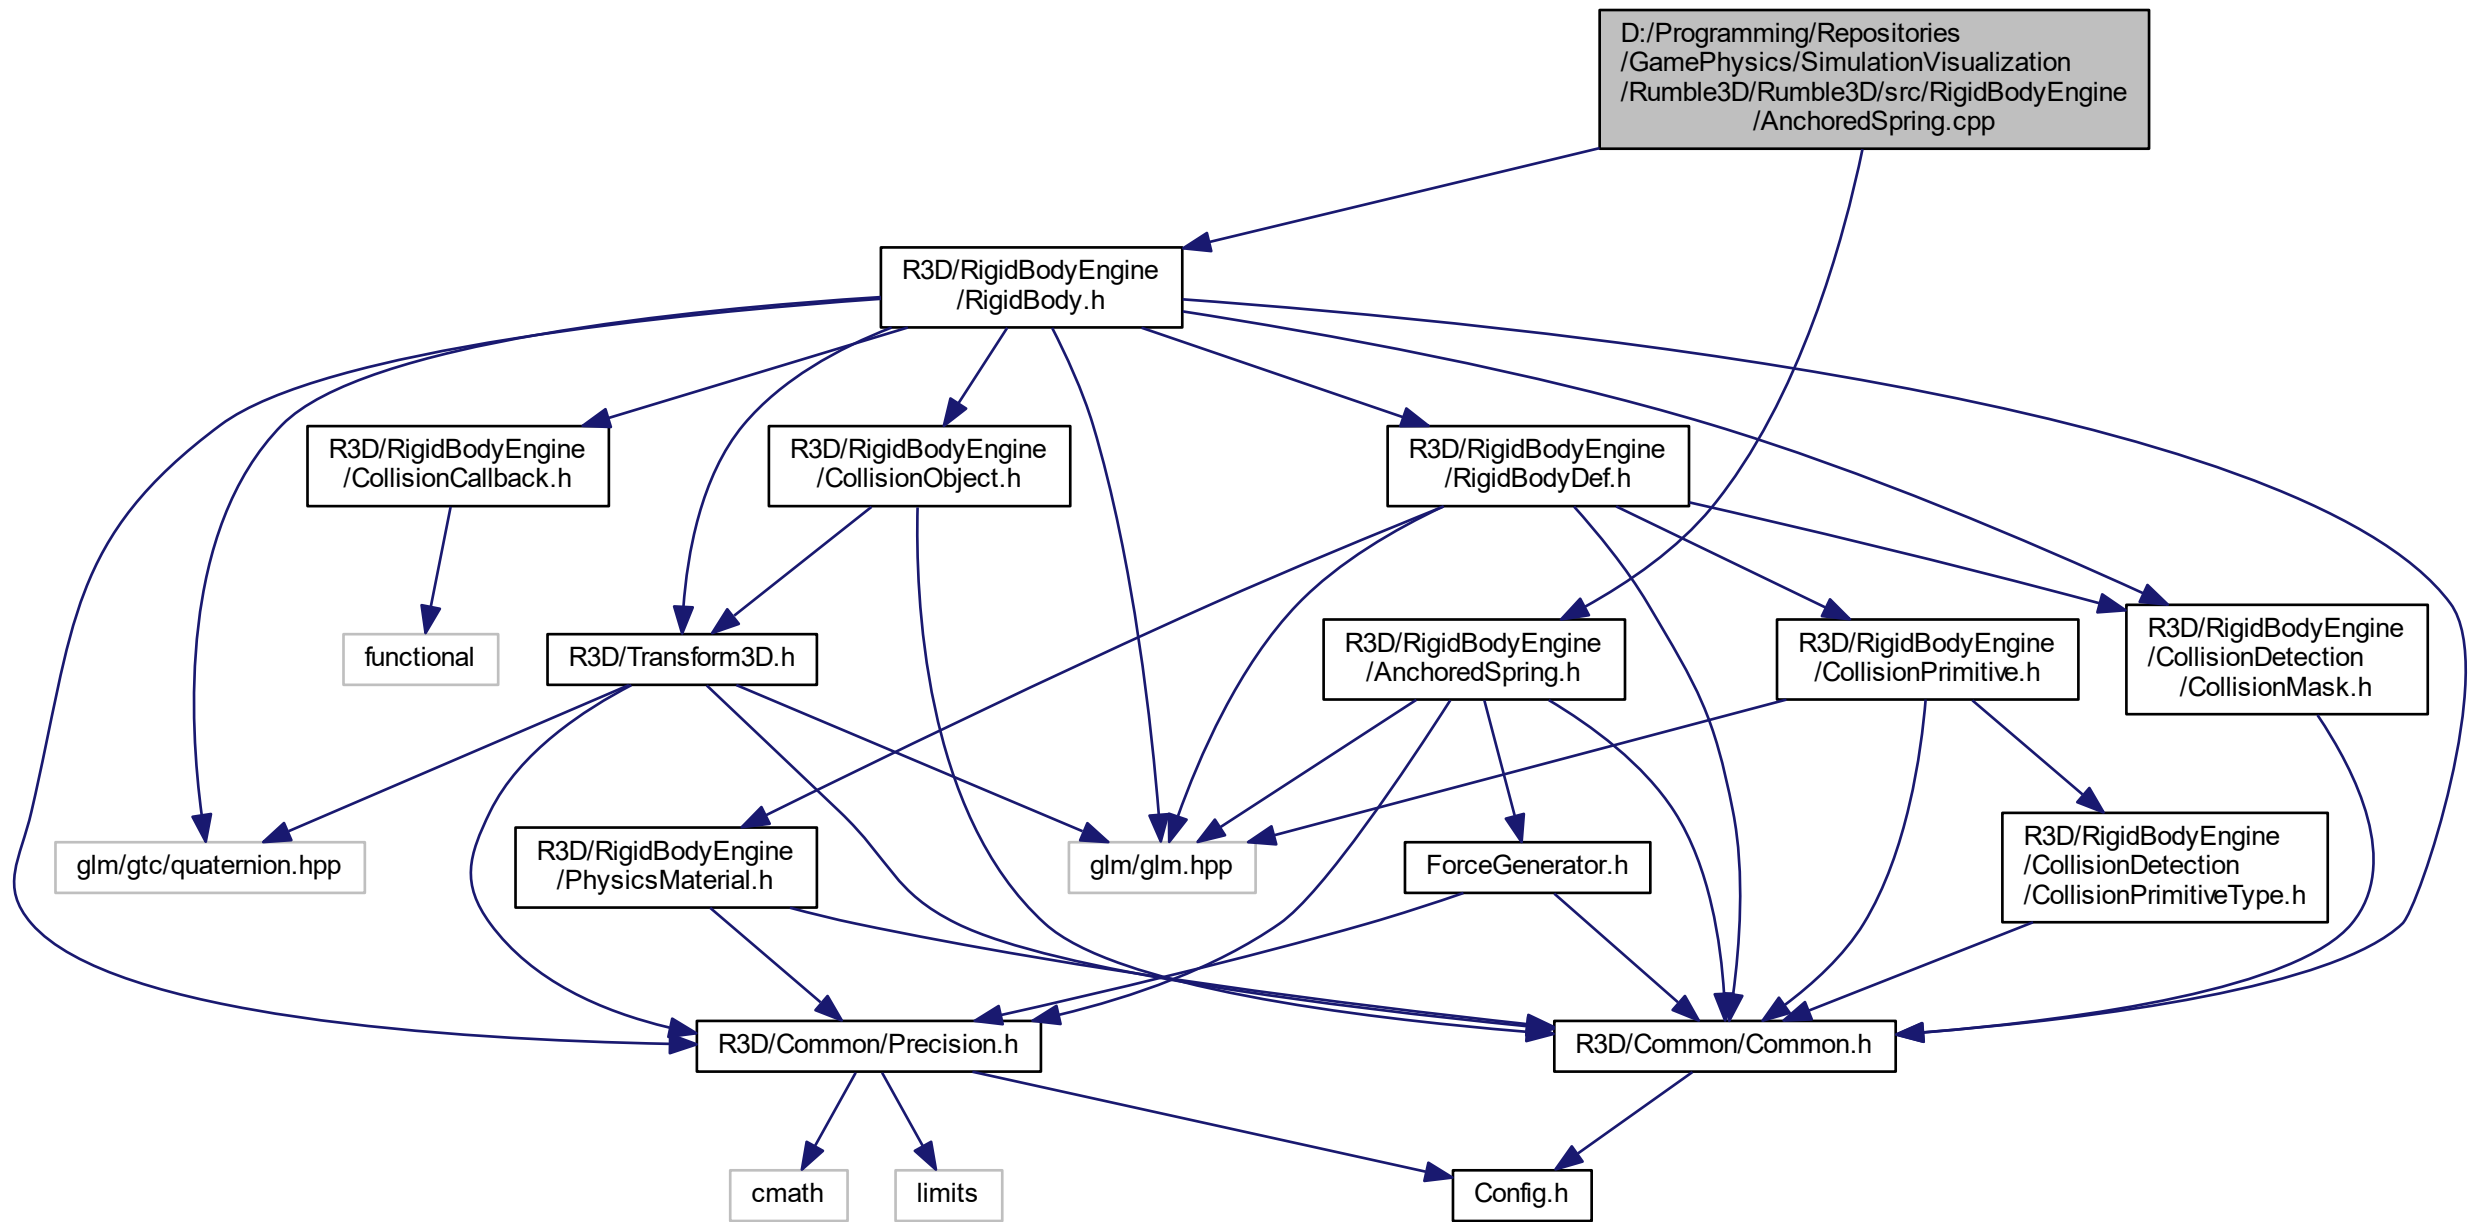 D:/Programming/Repositories
/GamePhysics/SimulationVisualization
/Rumble3D/Rumble3D/src/RigidBodyEngine
/AnchoredSpring.cpp
R3D/RigidBodyEngine
/RigidBody.h
R3D/RigidBodyEngine
/CollisionCallback.h
R3D/RigidBodyEngine
/CollisionObject.h
R3D/RigidBodyEngine
/RigidBodyDef.h
functional
R3D/Transform3D.h
R3D/RigidBodyEngine
/AnchoredSpring.h
R3D/RigidBodyEngine
/CollisionPrimitive.h
R3D/RigidBodyEngine
/CollisionDetection
/CollisionMask.h
glm/gtc/quaternion.hpp
R3D/RigidBodyEngine
/PhysicsMaterial.h
glm/glm.hpp
ForceGenerator.h
R3D/RigidBodyEngine
/CollisionDetection
/CollisionPrimitiveType.h
R3D/Common/Precision.h
R3D/Common/Common.h
cmath
limits
Config.h